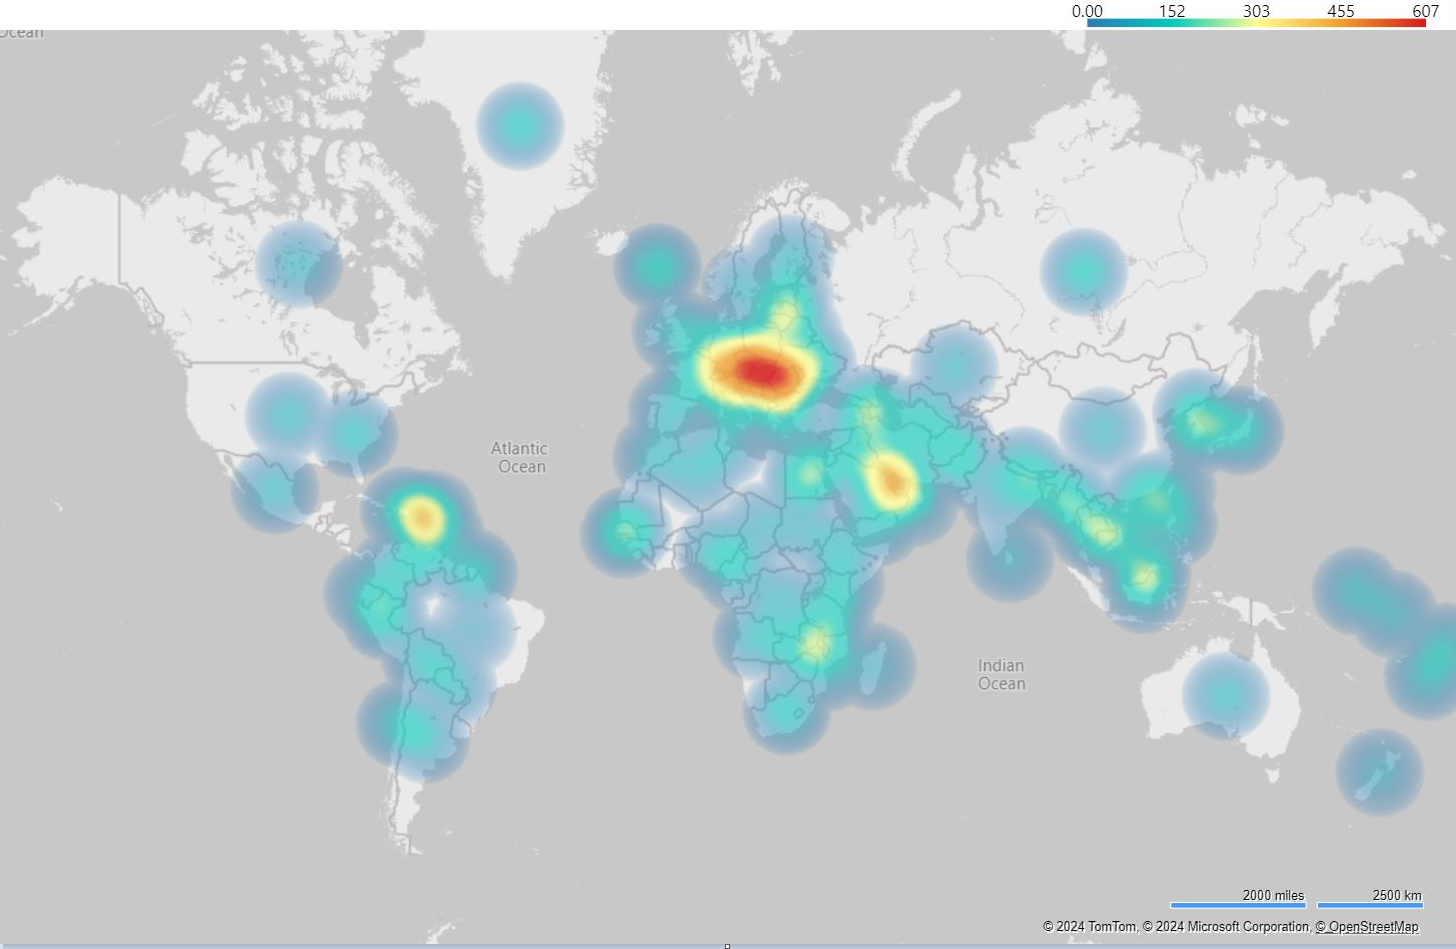 0.00 152 303 455 607
Ocean
Atlantic
Ocean
Indian
Ocean
2000 miles 2500 km
© 2024 TomTom, © 2024 Microsoft Corporation, © OpenStreetMap